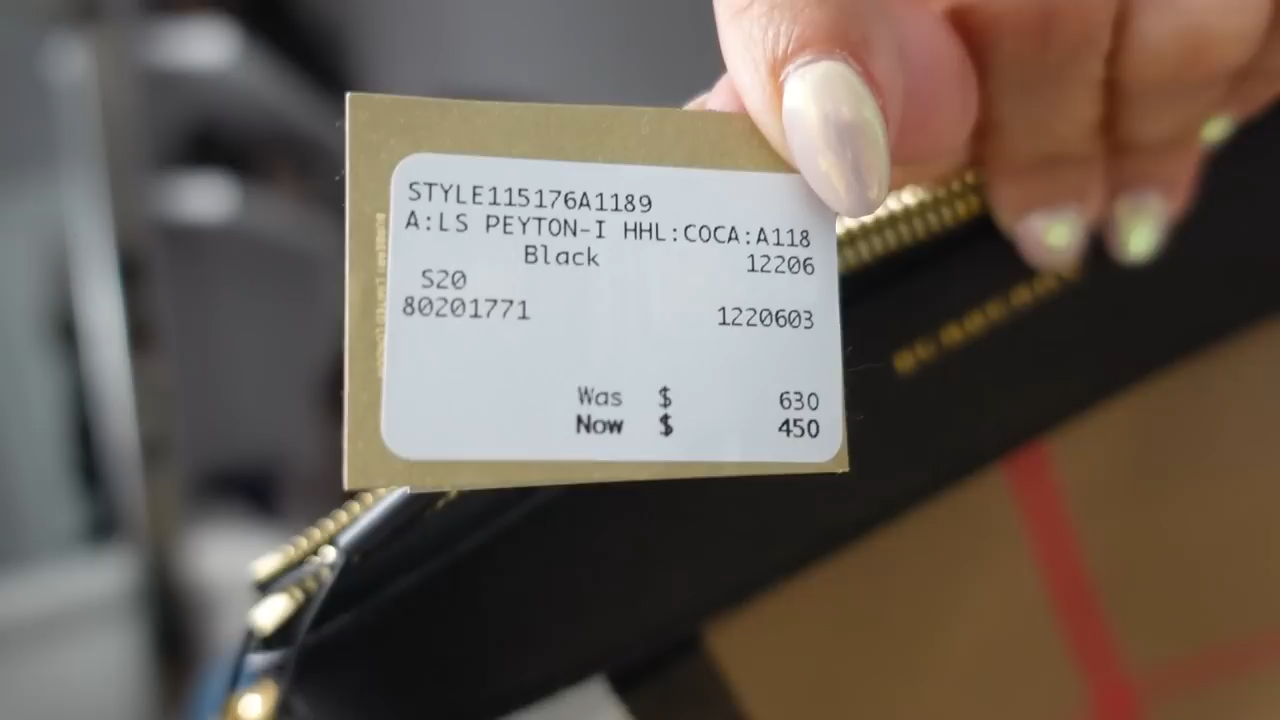 STYLE115176A1189
A:LS PEYTON-I HHL:COCA:A118
Black 12206
S20
80201771 1220603
Was $ 630
Now $ 450